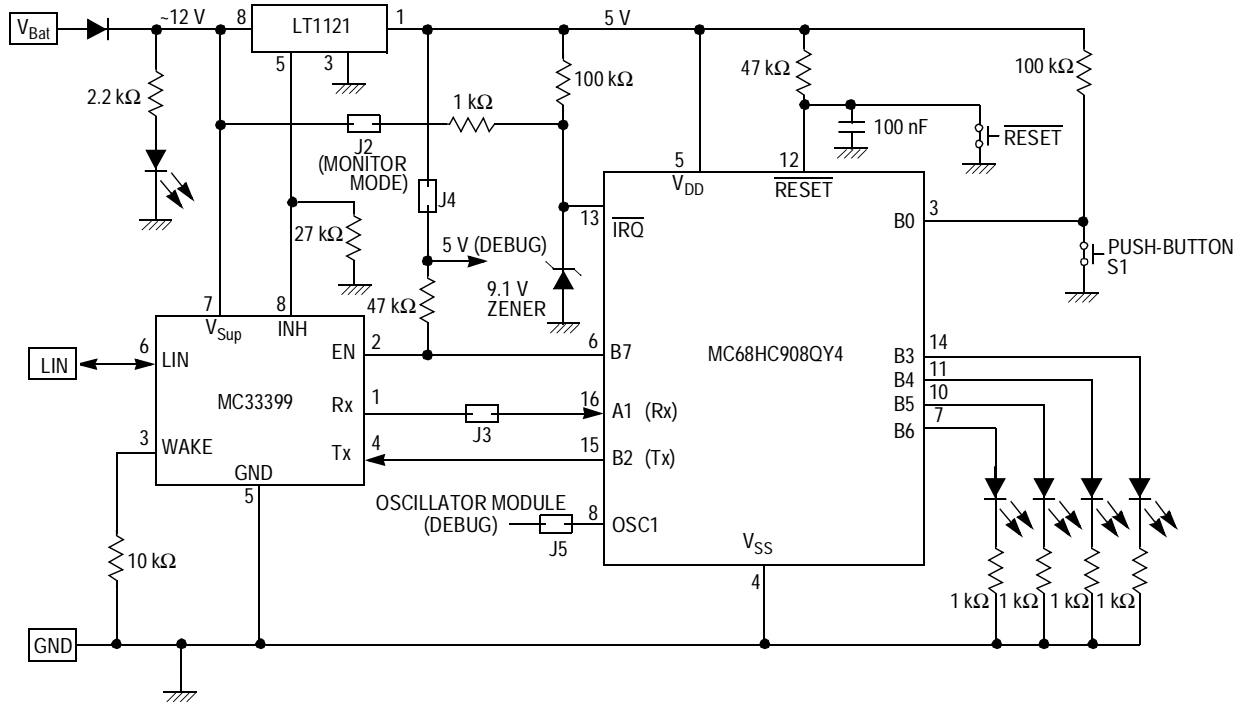 V_Bat
~12 V
8
LT1121
1
5 V
5
3
2.2 kΩ
1 kΩ
100 kΩ
47 kΩ
100 kΩ
J2
(MONITOR
MODE)
100 nF
RESET
5
12
V_DD
RESET
J4
13
IRQ
B0
3
27 kΩ
5 V (DEBUG)
PUSH-BUTTON
S1
9.1 V
ZENER
47 kΩ
7
8
V_Sup
INH
6
LIN
LIN
EN
2
6
B7
MC68HC908QY4
B3
14
B4
11
B5
10
B6
7
MC33399
Rx
1
J3
16
A1 (Rx)
3
WAKE
Tx
4
15
B2 (Tx)
GND
5
OSCILLATOR MODULE
(DEBUG)
J5
8
OSC1
V_SS
4
10 kΩ
1 kΩ
1 kΩ
1 kΩ
1 kΩ
GND